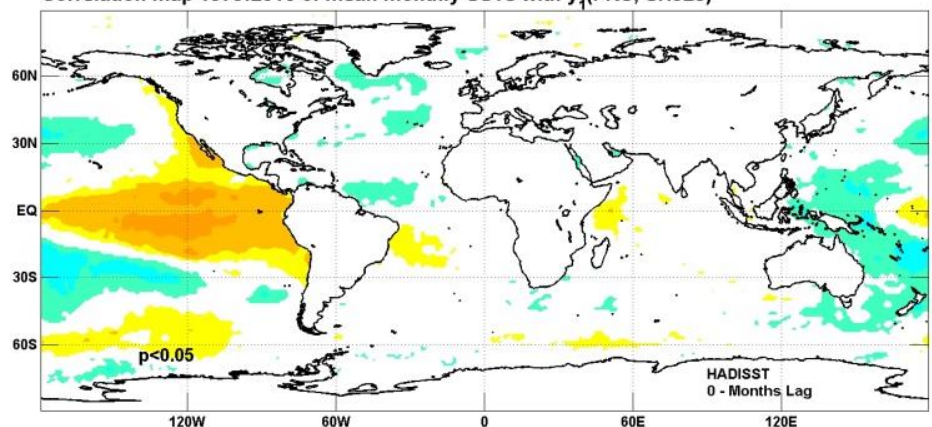 60N
30N
EQ
30S
60S
p<0.05
HADISST
0 - Months Lag
120W
60W
0
60E
120E